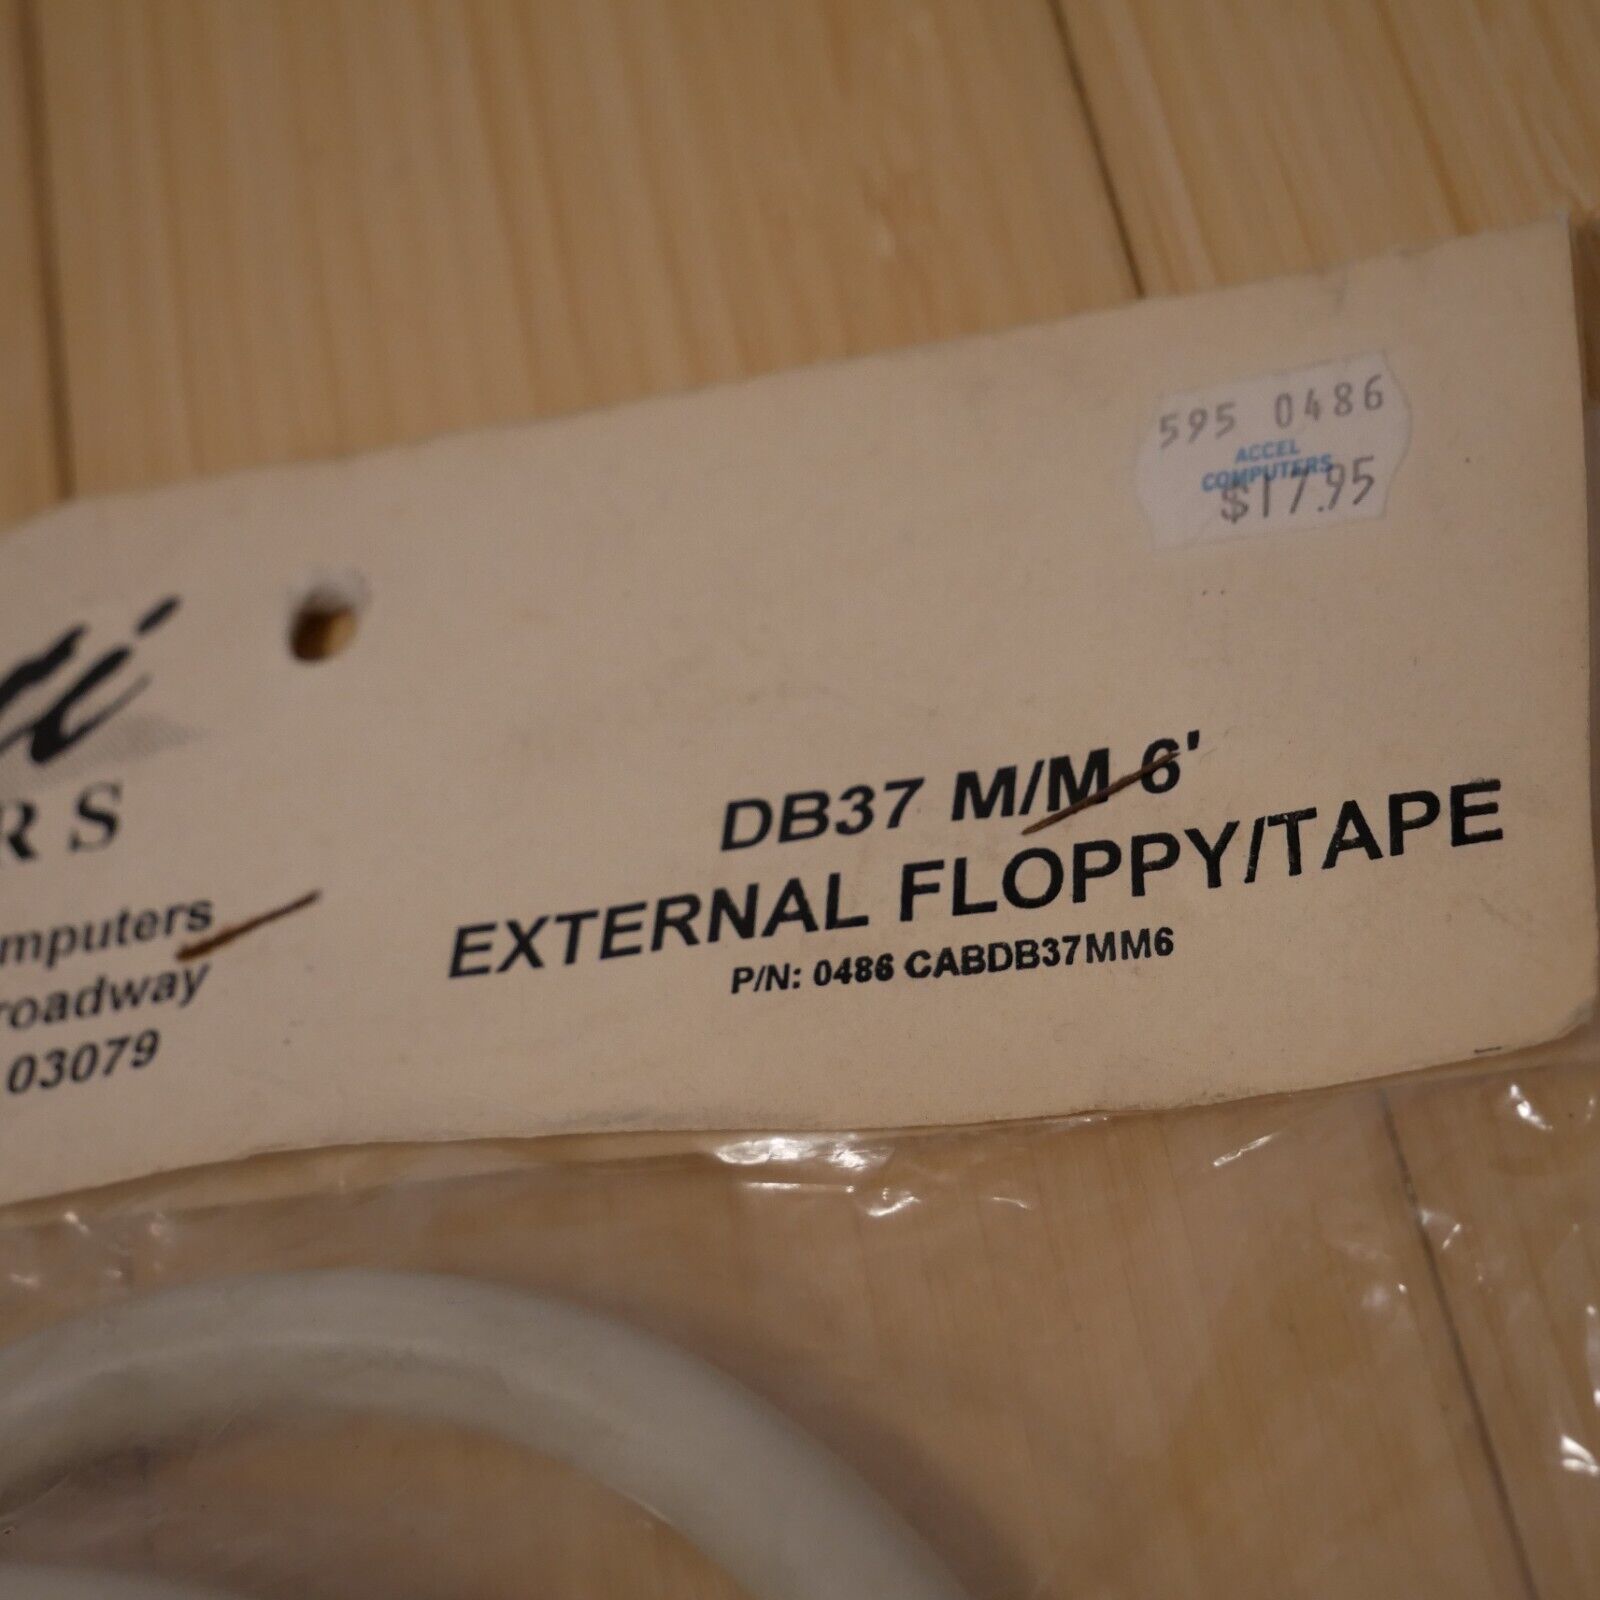 595 0486
ACCEL
COMPUTERS
$17.95
RS
mputers
roadway
03079
DB37 M/M 6'
EXTERNAL FLOPPY/TAPE
P/N: 0486 CABDB37MM6